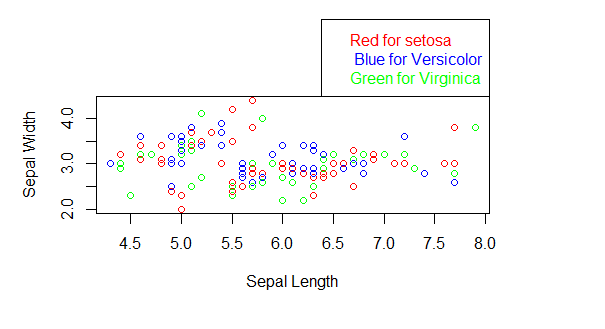 Red for setosa
Blue for Versicolor
Green for Virginica
4.0
3.0
2.0
Sepal Width
4.5 5.0 5.5 6.0 6.5 7.0 7.5 8.0
Sepal Length